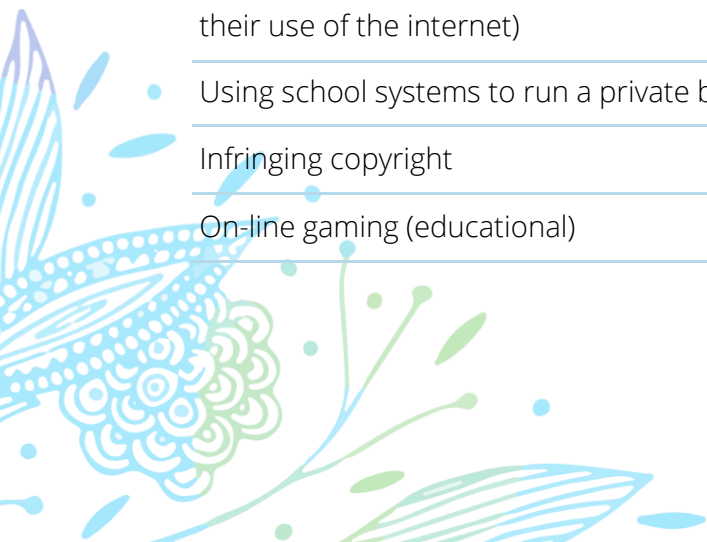 their use of the internet)
Using school systems to run a private
Infringing copyright
On-line gaming (educational)